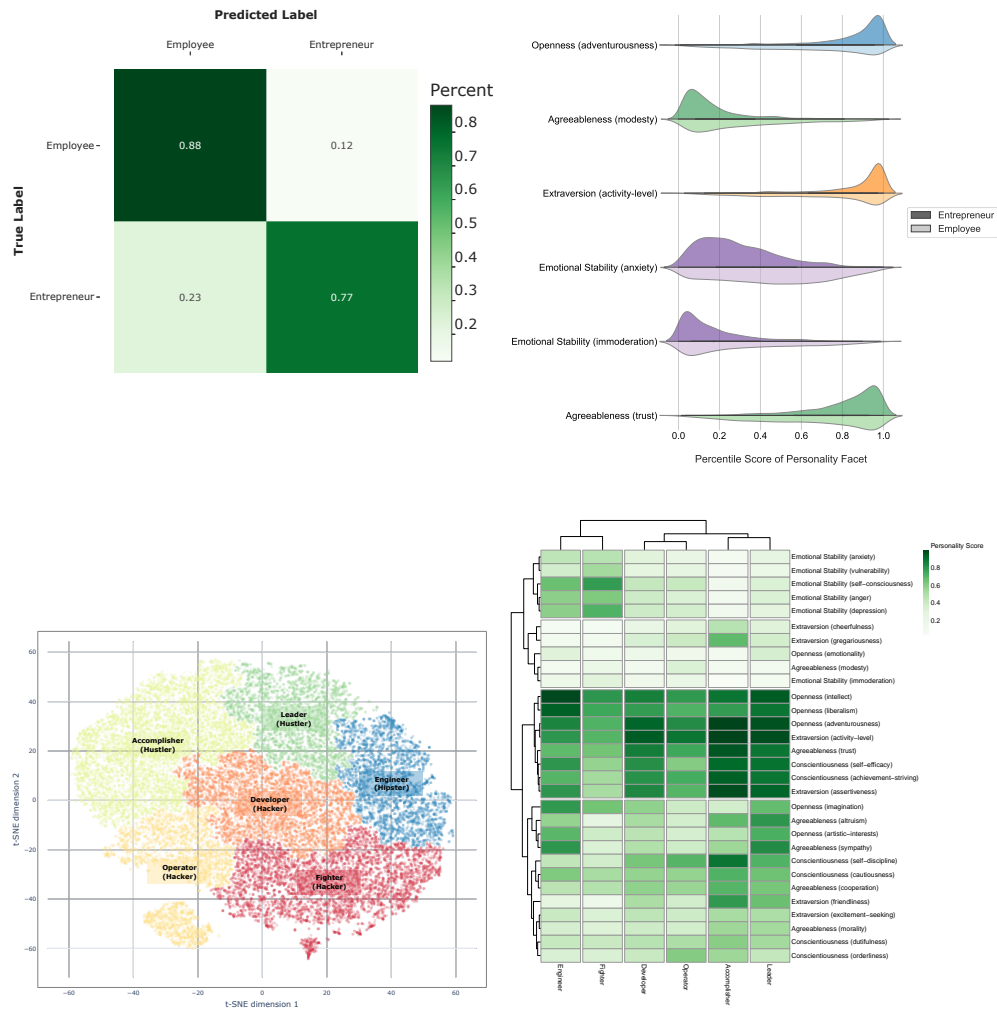 Predicted Label
Employee
Entrepreneur
True Label
Employee
Entrepreneur
0.88
0.12
0.23
0.77
Percent
0.8
0.7
0.6
0.5
0.4
0.3
0.2
Openness (adventurousness)
Agreeableness (modesty)
Extraversion (activity-level)
Emotional Stability (anxiety)
Emotional Stability (immoderation)
Agreeableness (trust)
0.0 0.2 0.4 0.6 0.8 1.0
Percentile Score of Personality Facet
Entrepreneur
Employee
60
40
20
0
−20
−40
−60
t-SNE dimension 2
Leader
(Hustler)
Accomplisher
(Hustler)
Engineer
(Hipster)
Developer
(Hacker)
Operator
(Hacker)
Fighter
(Hacker)
−60 −40 −20 0 20 40 60
t-SNE dimension 1
Personality Score
0.8
0.6
0.4
0.2
Emotional Stability (anxiety)
Emotional Stability (vulnerability)
Emotional Stability (self−consciousness)
Emotional Stability (anger)
Emotional Stability (depression)
Extraversion (cheerfulness)
Extraversion (gregariousness)
Openness (emotionality)
Agreeableness (modesty)
Emotional Stability (immoderation)
Openness (intellect)
Openness (liberalism)
Openness (adventurousness)
Extraversion (activity−level)
Agreeableness (trust)
Conscientiousness (self−efficacy)
Conscientiousness (achievement−striving)
Extraversion (assertiveness)
Openness (imagination)
Agreeableness (altruism)
Openness (artistic−interests)
Agreeableness (sympathy)
Conscientiousness (self−discipline)
Conscientiousness (cautiousness)
Agreeableness (cooperation)
Extraversion (friendliness)
Extraversion (excitement−seeking)
Agreeableness (morality)
Conscientiousness (dutifulness)
Conscientiousness (orderliness)
Engineer
Fighter
Developer
Operator
Accomplisher
Leader